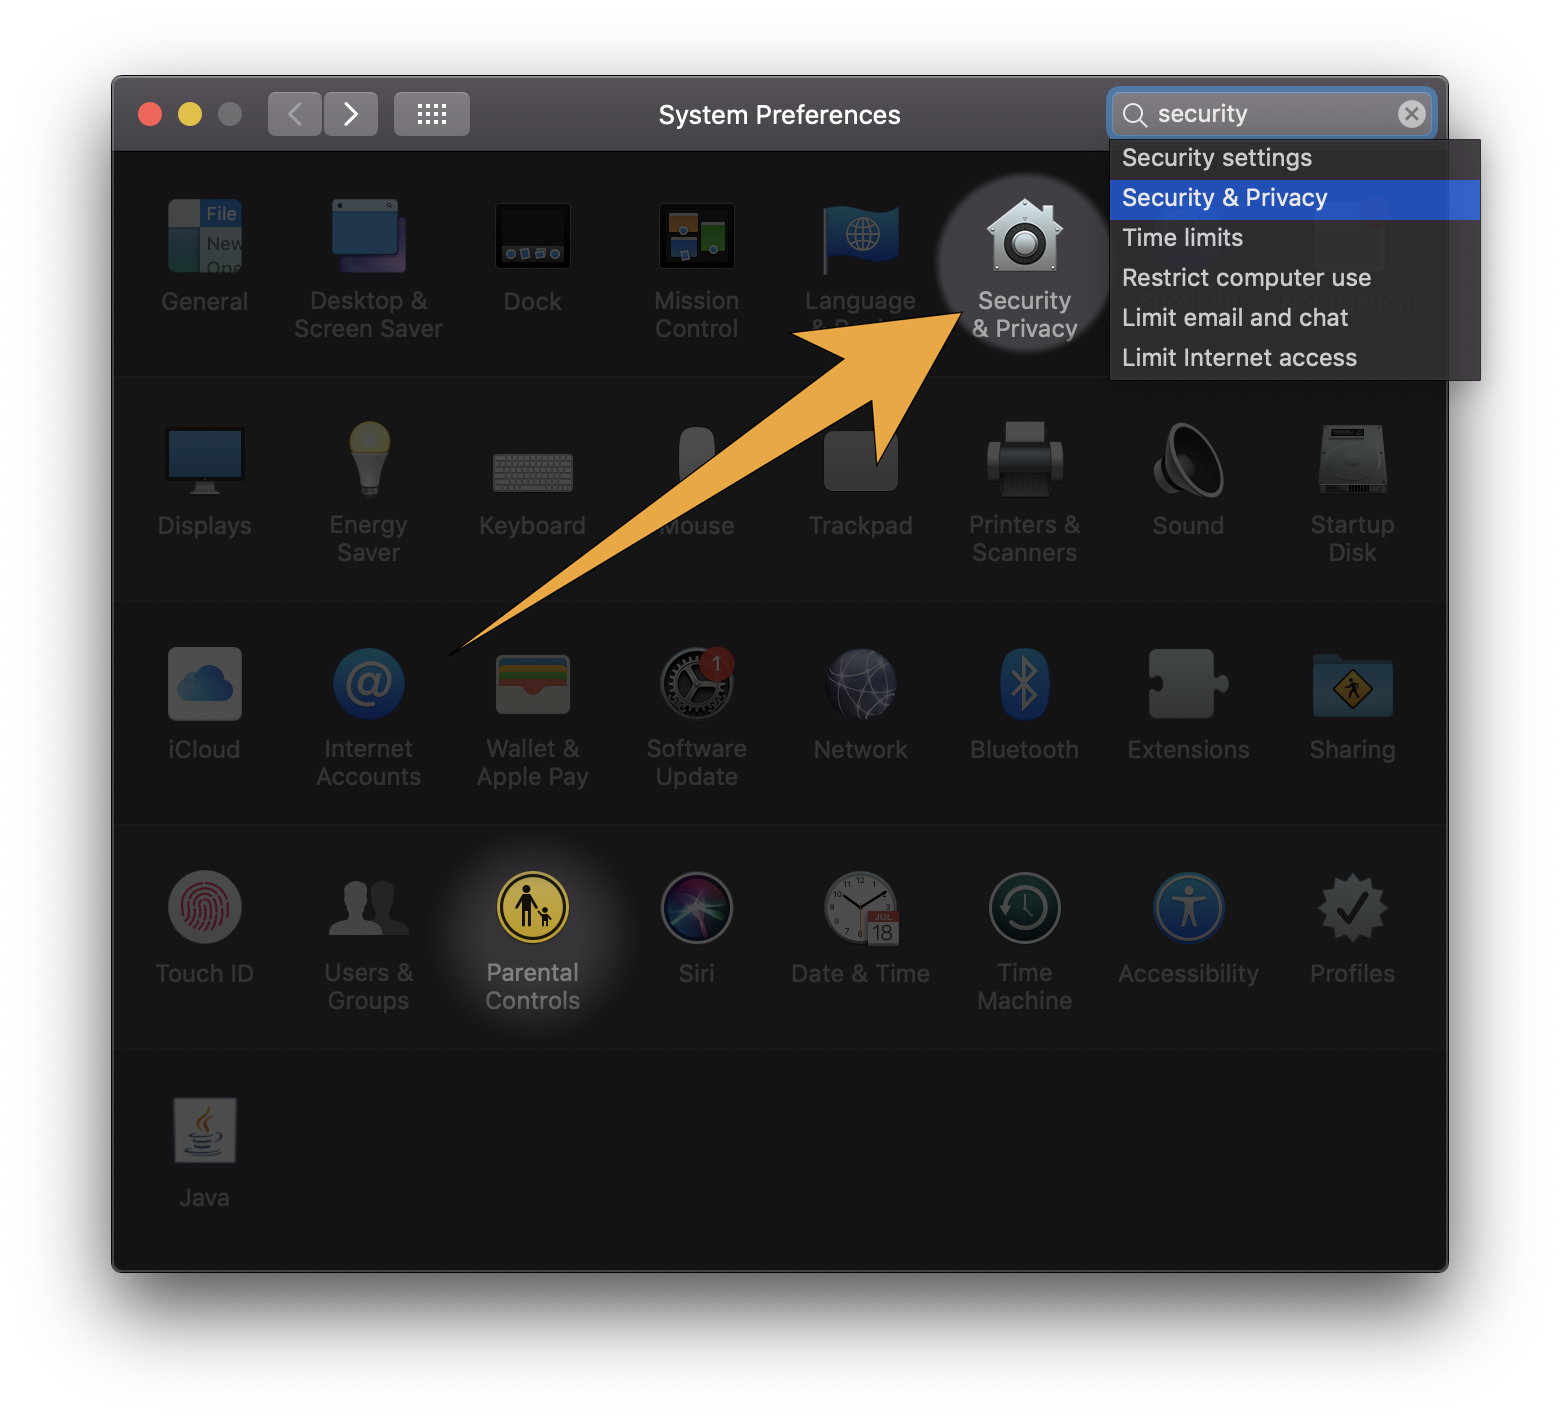 System Preferences
security
Security settings
Security & Privacy
Time limits
Restrict computer use
Limit email and chat
Limit Internet access
File
New
General
Desktop &
Screen Saver
Dock
Mission
Control
Language
Security
& Privacy
Notifications
Displays
Energy
Saver
Keyboard
Mouse
Trackpad
Printers &
Scanners
Sound
Startup
Disk
iCloud
@
Internet
Accounts
Wallet &
Apple Pay
1
Software
Update
Network
Bluetooth
Extensions
Sharing
Touch ID
Users &
Groups
Parental
Controls
Siri
JUL
18
Date & Time
Time
Machine
Accessibility
Profiles
Java